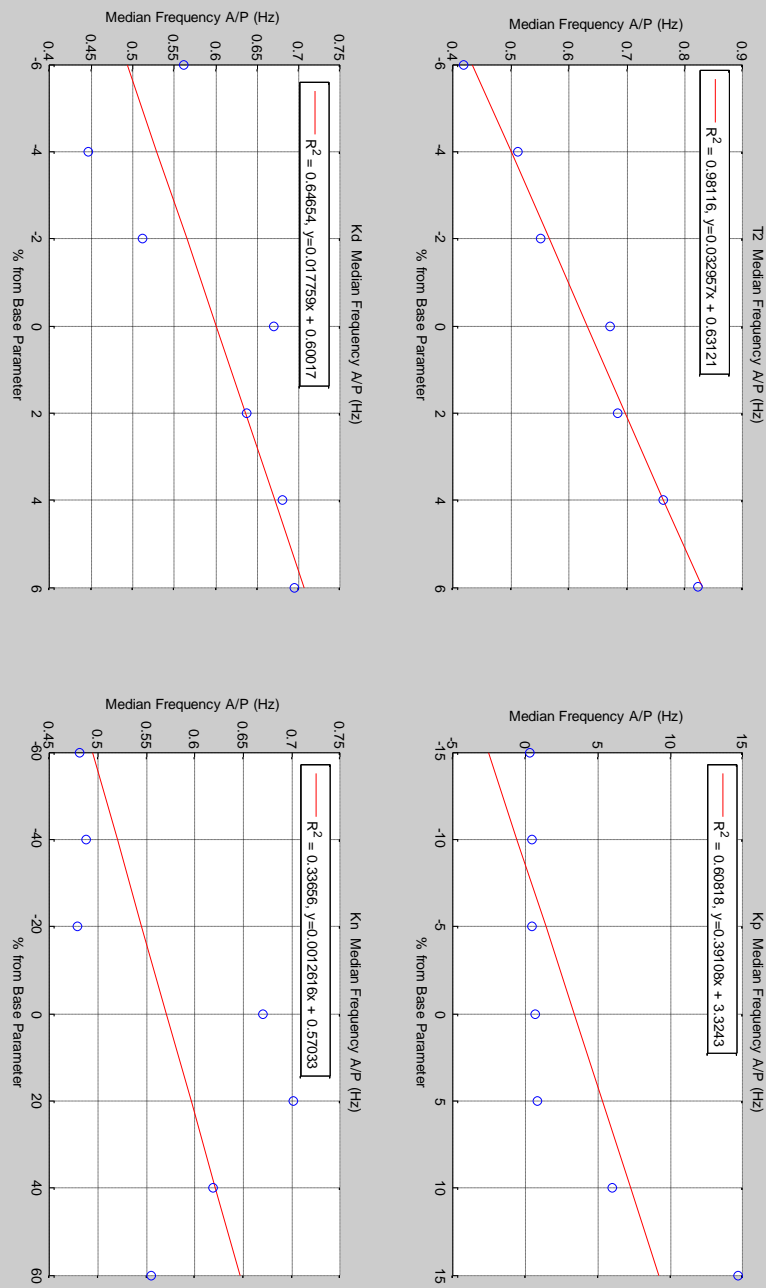 T2 Median Frequency A/P (Hz)
R² = 0.98116, y=0.032957x + 0.63121
Median Frequency A/P (Hz)
0.9
0.8
0.7
0.6
0.5
0.4
-6 -4 -2 0 2 4 6
% from Base Parameter
Kp Median Frequency A/P (Hz)
R² = 0.60818, y=0.39108x + 3.3243
Median Frequency A/P (Hz)
15
10
5
0
-5
-15 -10 -5 0 5 10 15
% from Base Parameter
Kd Median Frequency A/P (Hz)
R² = 0.64654, y=0.017759x + 0.60017
Median Frequency A/P (Hz)
0.75
0.7
0.65
0.6
0.55
0.5
0.45
0.4
-6 -4 -2 0 2 4 6
% from Base Parameter
Kn Median Frequency A/P (Hz)
R² = 0.33656, y=0.0012616x + 0.57033
Median Frequency A/P (Hz)
0.75
0.7
0.65
0.6
0.55
0.5
0.45
-60 -40 -20 0 20 40 60
% from Base Parameter